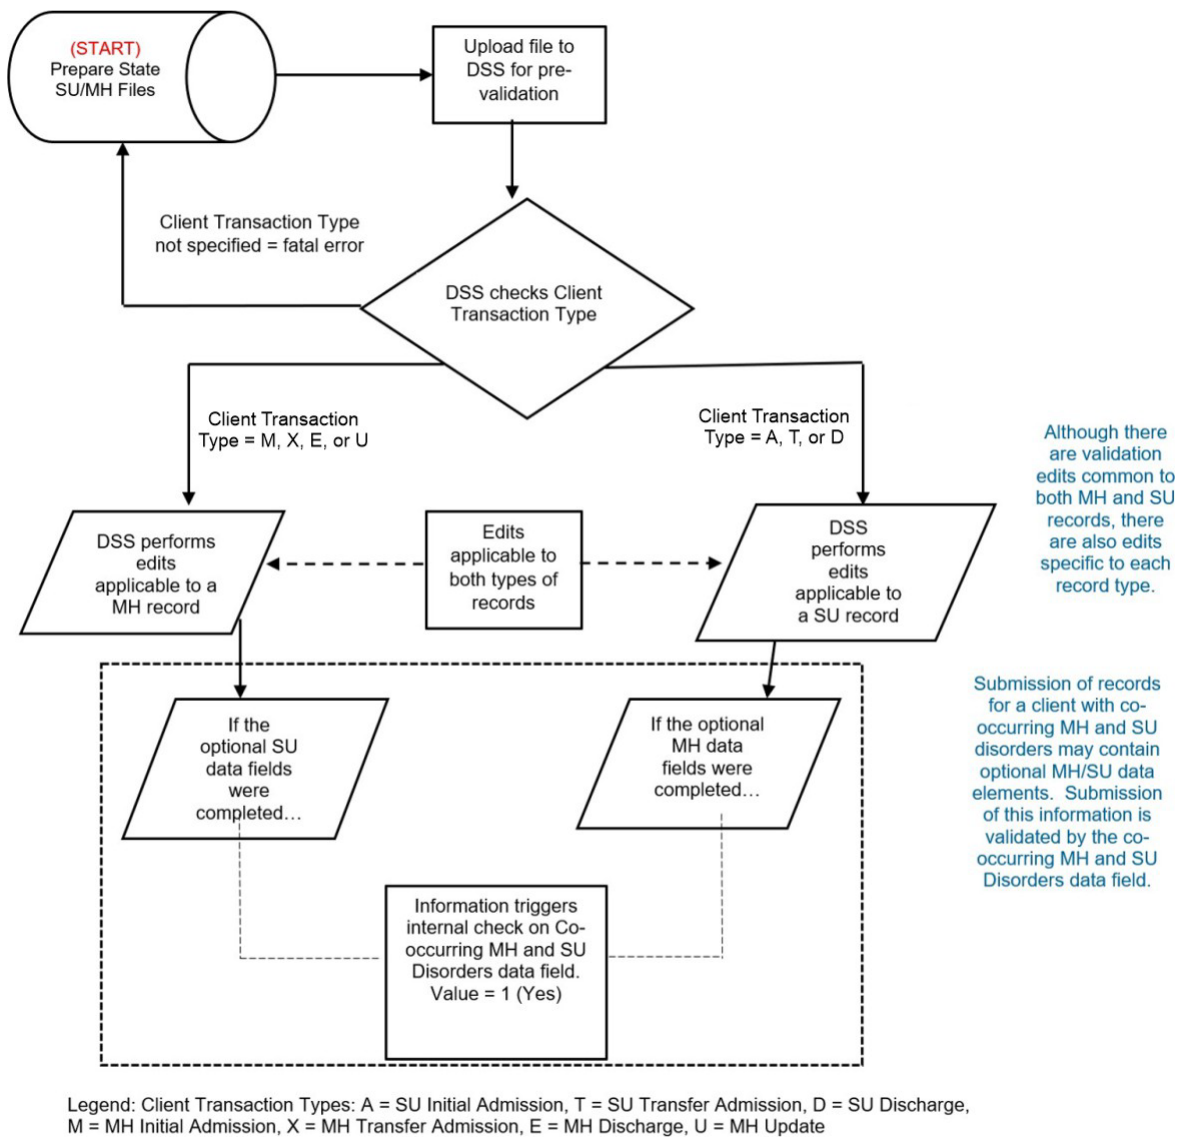 (START)
Prepare State
SU/MH Files
Upload file to
DSS for pre-
validation
Client Transaction Type
not specified = fatal error
DSS checks Client
Transaction Type
Client Transaction
Type = M, X, E, or U
Client Transaction
Type = A, T, or D
Although there
are validation
edits common to
both MH and SU
records, there
are also edits
specific to each
record type.
DSS performs
edits
applicable to a
MH record
Edits
applicable to
both types of
records
DSS
performs
edits
applicable to
a SU record
If the
optional SU
data fields
were
completed…
If the optional
MH data
fields were
completed…
Submission of records
for a client with co-
occurring MH and SU
disorders may contain
optional MH/SU data
elements.  Submission
of this information is
validated by the co-
occurring MH and SU
Disorders data field.
Information triggers
internal check on Co-
occurring MH and SU
Disorders data field.
Value = 1 (Yes)
Legend: Client Transaction Types: A = SU Initial Admission, T = SU Transfer Admission, D = SU Discharge,
M = MH Initial Admission, X = MH Transfer Admission, E = MH Discharge, U = MH Update